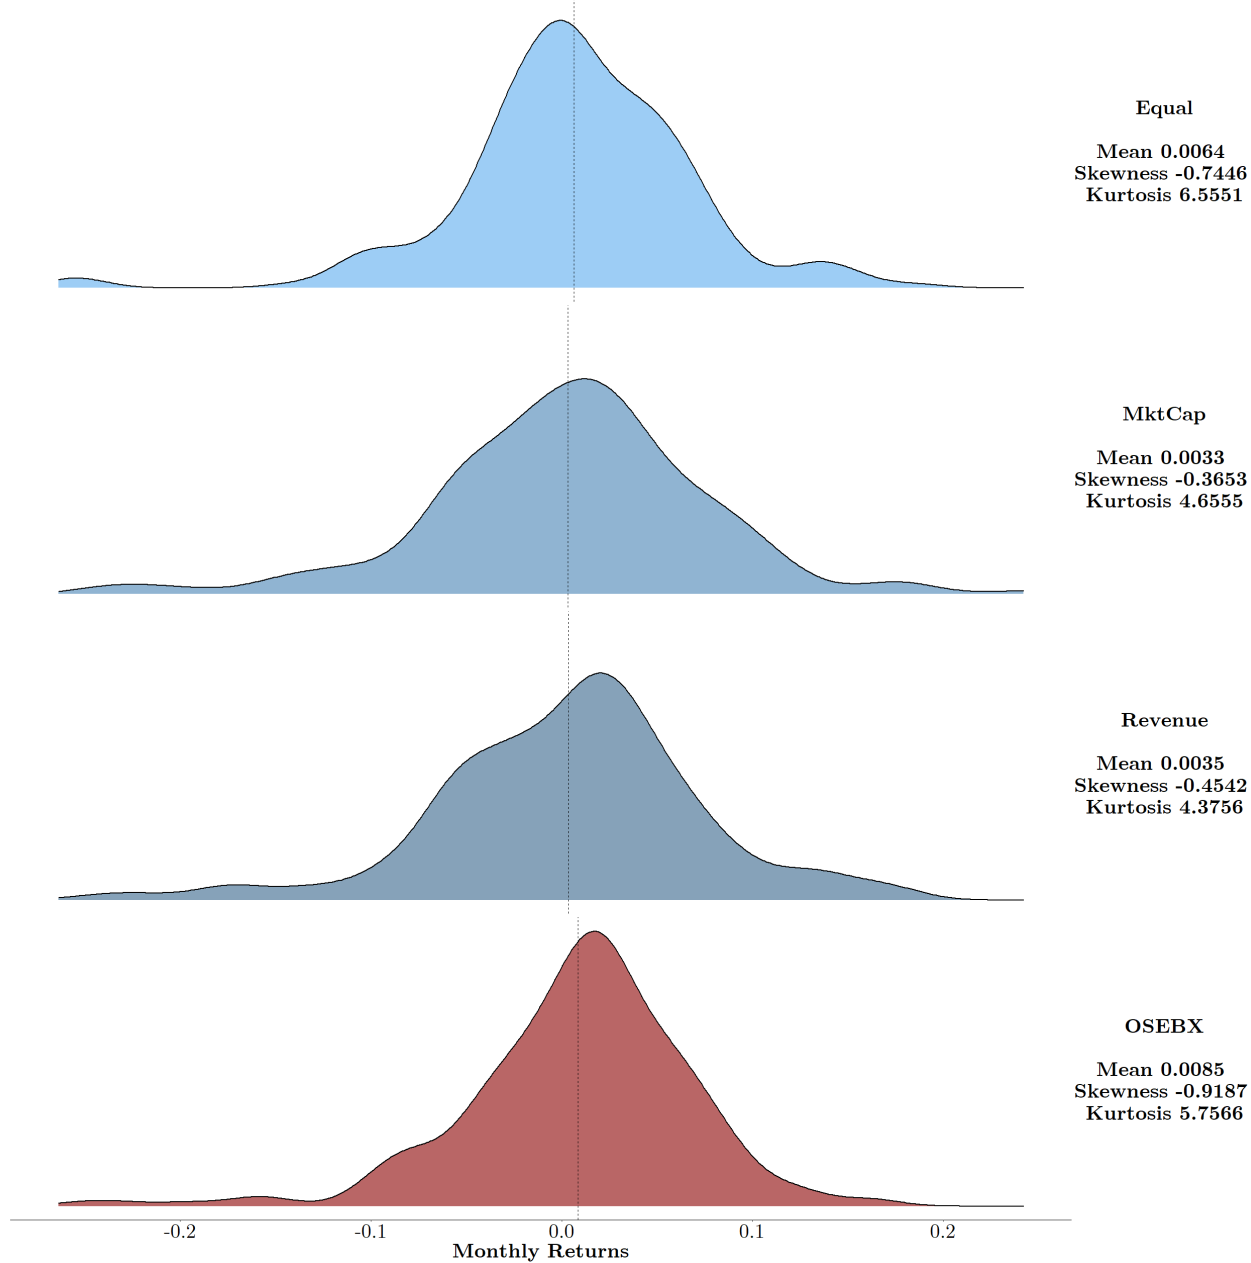 Equal
Mean 0.0064
Skewness -0.7446
Kurtosis 6.5551
MktCap
Mean 0.0033
Skewness -0.3653
Kurtosis 4.6555
Revenue
Mean 0.0035
Skewness -0.4542
Kurtosis 4.3756
OSEBX
Mean 0.0085
Skewness -0.9187
Kurtosis 5.7566
-0.2 -0.1 0.0 0.1 0.2
Monthly Returns